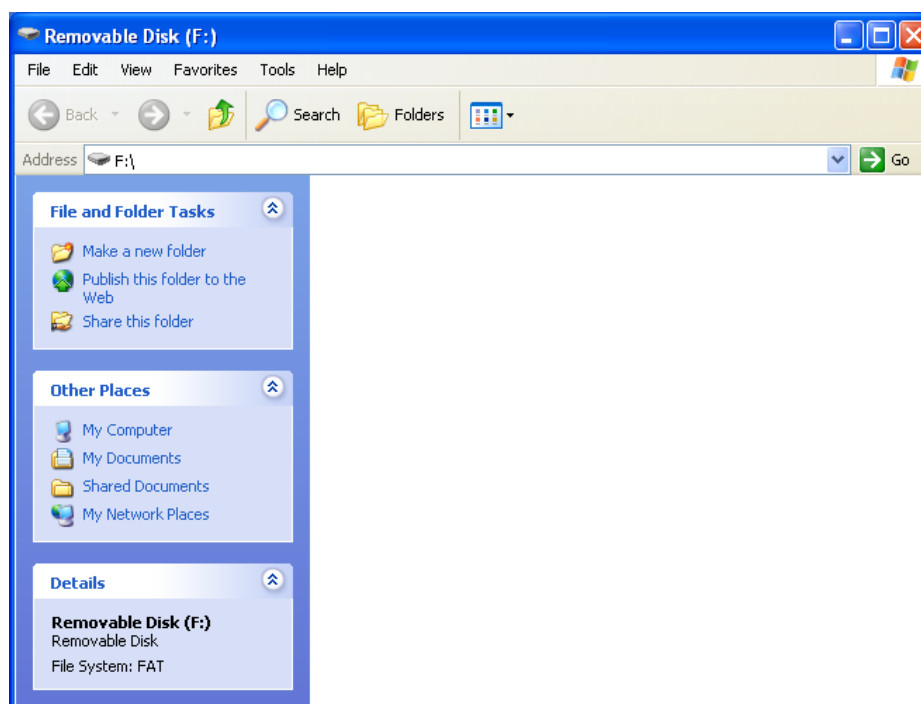 Removable Disk (F:)
File Edit View Favorites Tools Help
Back Search Folders
Address F:\ Go
File and Folder Tasks
Make a new folder
Publish this folder to the
Web
Share this folder
Other Places
My Computer
My Documents
Shared Documents
My Network Places
Details
Removable Disk (F:)
Removable Disk
File System: FAT